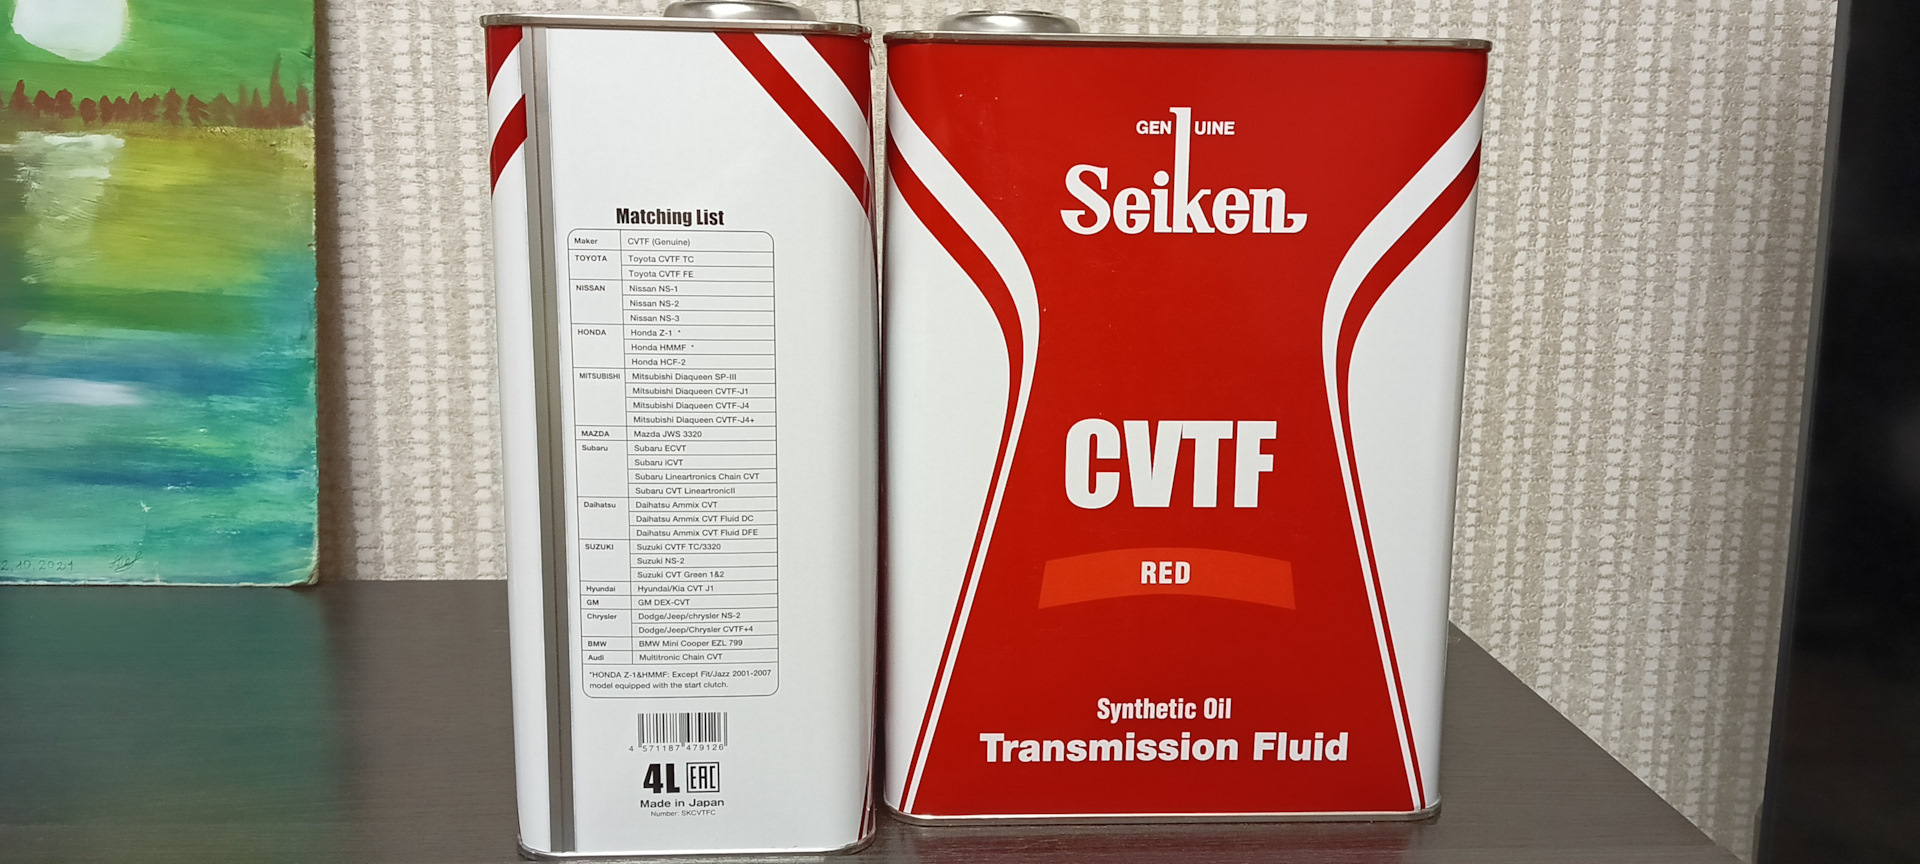 2.10.2021
Matching List
Maker CVTF (Genuine)
TOYOTA Toyota CVTF TC
Toyota CVTF FE
NISSAN Nissan NS-1
Nissan NS-2
Nissan NS-3
HONDA Honda Z-1 *
Honda HMMF *
Honda HCF-2
MITSUBISHI Mitsubishi Diaqueen SP-III
Mitsubishi Diaqueen CVTF-J1
Mitsubishi Diaqueen CVTF-J4
Mitsubishi Diaqueen CVTF-J4+
MAZDA Mazda JWS 3320
Subaru Subaru ECVT
Subaru iCVT
Subaru Lineartronics Chain CVT
Subaru CVT LineartronicII
Daihatsu Daihatsu Ammix CVT
Daihatsu Ammix CVT Fluid DC
Daihatsu Ammix CVT Fluid DFE
SUZUKI Suzuki CVTF TC/3320
Suzuki NS-2
Suzuki CVT Green 1&2
Hyundai Hyundai/Kia CVT J1
GM GM DEX-CVT
Chrysler Dodge/Jeep/chrysler NS-2
Dodge/Jeep/Chrysler CVTF+4
BMW BMW Mini Cooper EZL 799
Audi Multitronic Chain CVT
*HONDA Z-1&HMMF: Except Fit/Jazz 2001-2007
model equipped with the start clutch.
4 571187 479126
4L EAC
Made in Japan
Number: SKCVTFC
GENUINE
Seiken
CVTF
RED
Synthetic Oil
Transmission Fluid